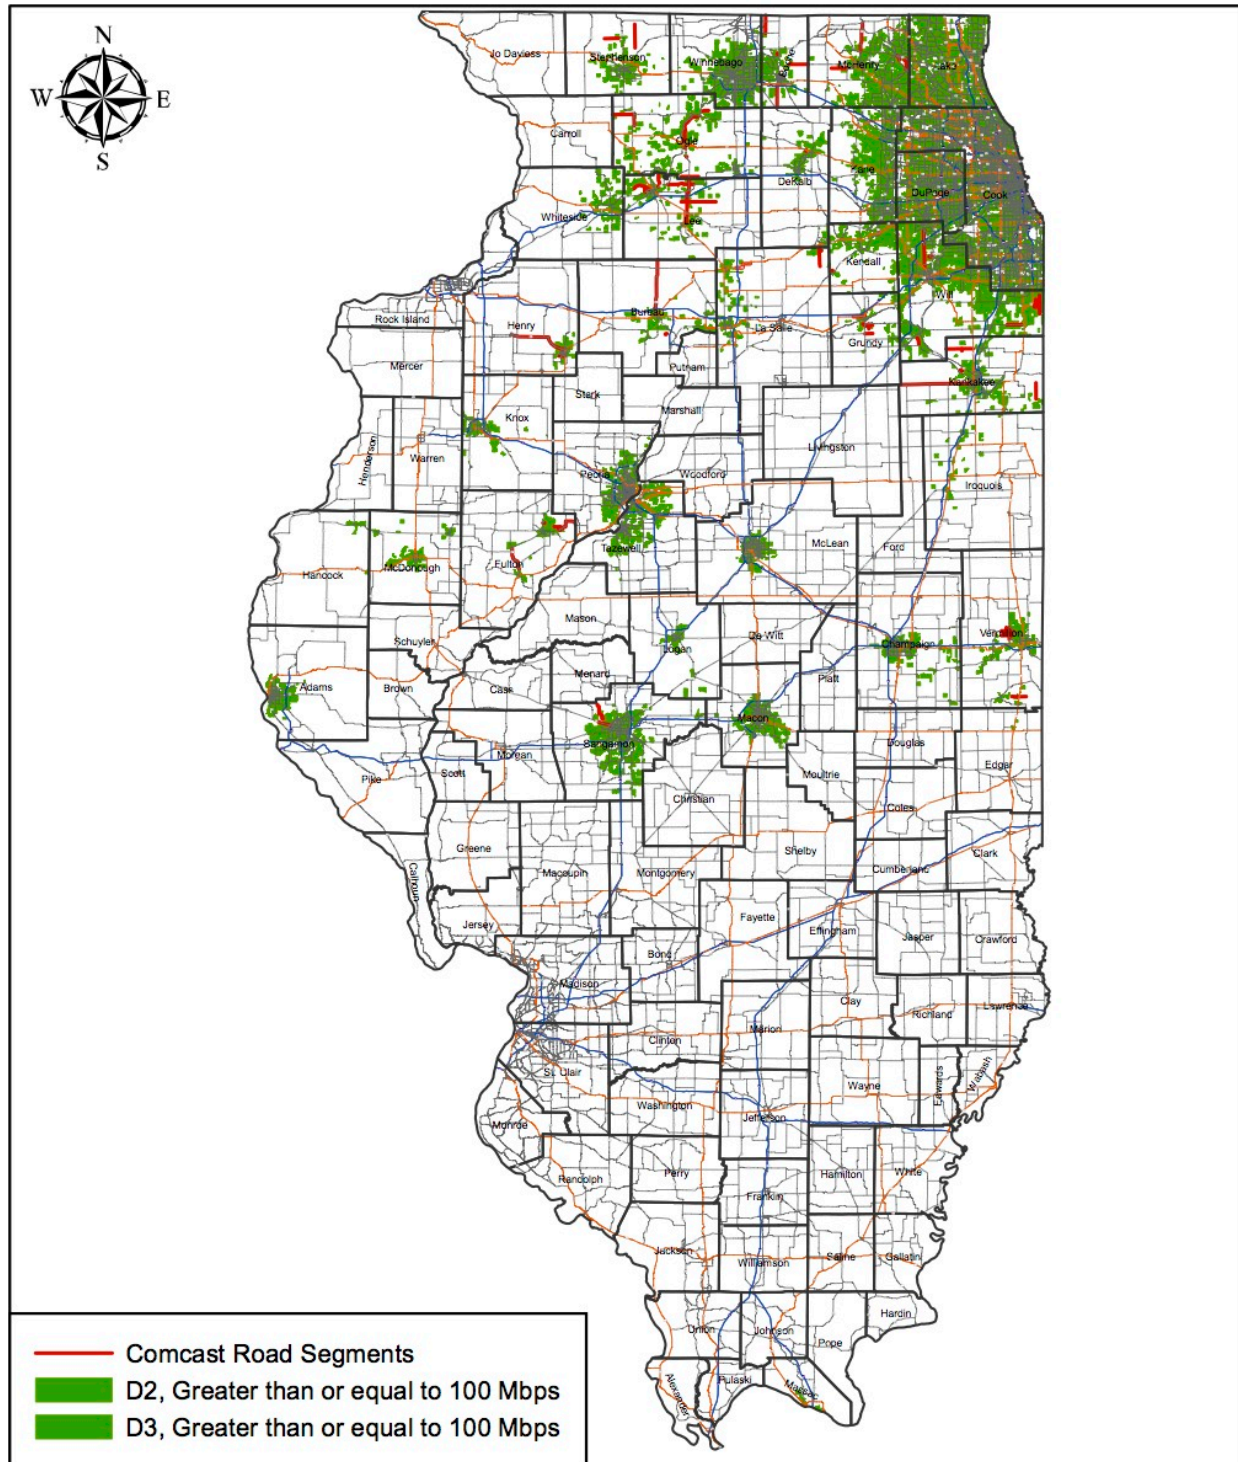 N
W
E
S
Jo Daviess
Stephenson
Winnebago
Boone
McHenry
Lake
Carroll
Ogle
DeKalb
Kane
DuPage
Cook
Whiteside
Lee
Kendall
Will
Rock Island
Henry
Bureau
La Salle
Grundy
Mercer
Putnam
Kankakee
Stark
Marshall
Knox
Henderson
Warren
Livingston
Peoria
Woodford
Iroquois
Hancock
McDonough
Fulton
Tazewell
McLean
Ford
Mason
Schuyler
Logan
De Witt
Champaign
Vermilion
Adams
Brown
Cass
Menard
Piatt
Macon
Sangamon
Morgan
Scott
Pike
Douglas
Edgar
Moultrie
Christian
Coles
Greene
Macoupin
Montgomery
Shelby
Cumberland
Clark
Calhoun
Jersey
Fayette
Effingham
Jasper
Crawford
Bond
Madison
Clay
Richland
Lawrence
Marion
Clinton
St. Clair
Wayne
Edwards
Wabash
Washington
Jefferson
Monroe
Randolph
Perry
Hamilton
White
Franklin
Jackson
Williamson
Saline
Gallatin
Union
Johnson
Pope
Hardin
Alexander
Pulaski
Massac
Comcast Road Segments
D2, Greater than or equal to 100 Mbps
D3, Greater than or equal to 100 Mbps